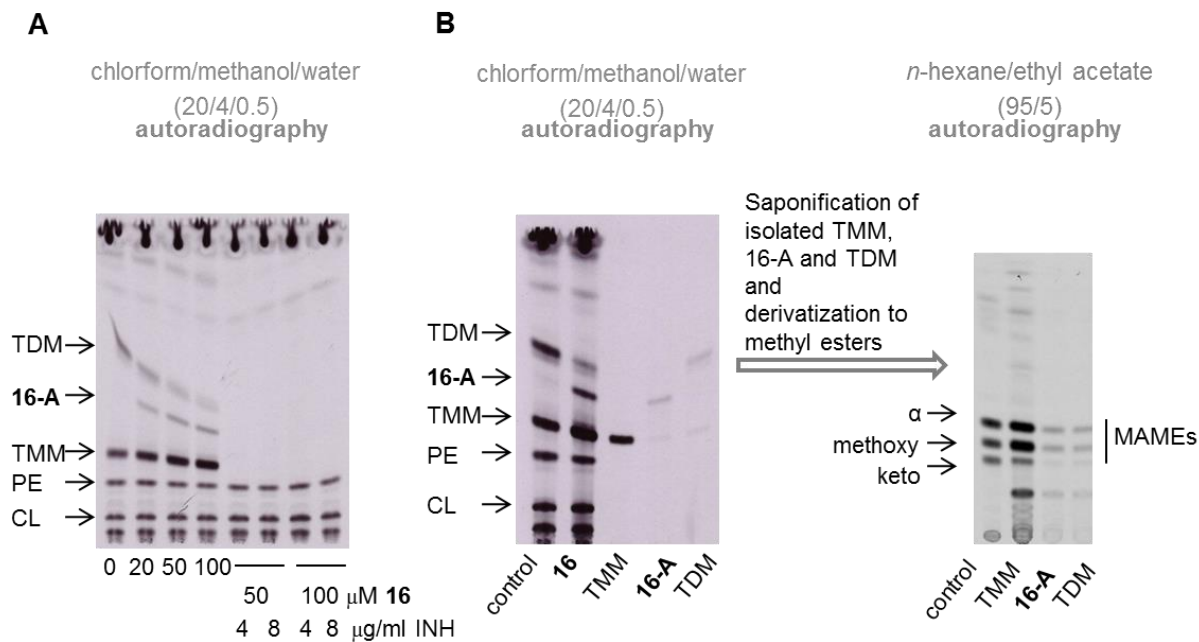 A
chlorform/methanol/water
(20/4/0.5)
autoradiography
TDM
16-A
TMM
PE
CL
0 20 50 100
50 100 μM 16
4 8 4 8 μg/ml INH
B
chlorform/methanol/water
(20/4/0.5)
autoradiography
TDM
16-A
TMM
PE
CL
control
16
TMM
16-A
TDM
Saponification of
isolated TMM,
16-A and TDM
and
derivatization to
methyl esters
n-hexane/ethyl acetate
(95/5)
autoradiography
α
methoxy
keto
MAMEs
control
TMM
16-A
TDM